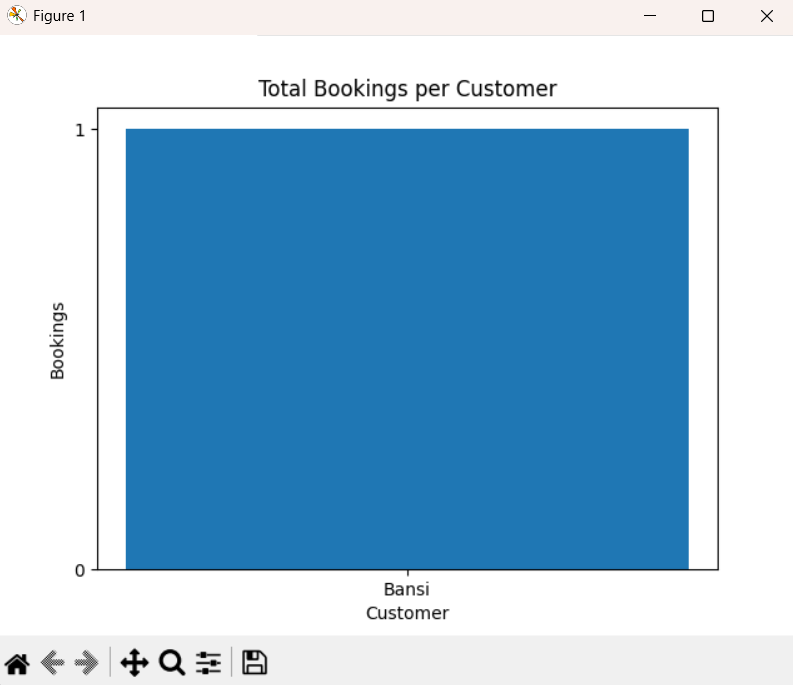 Figure 1
Total Bookings per Customer
1
Bookings
0
Bansi
Customer